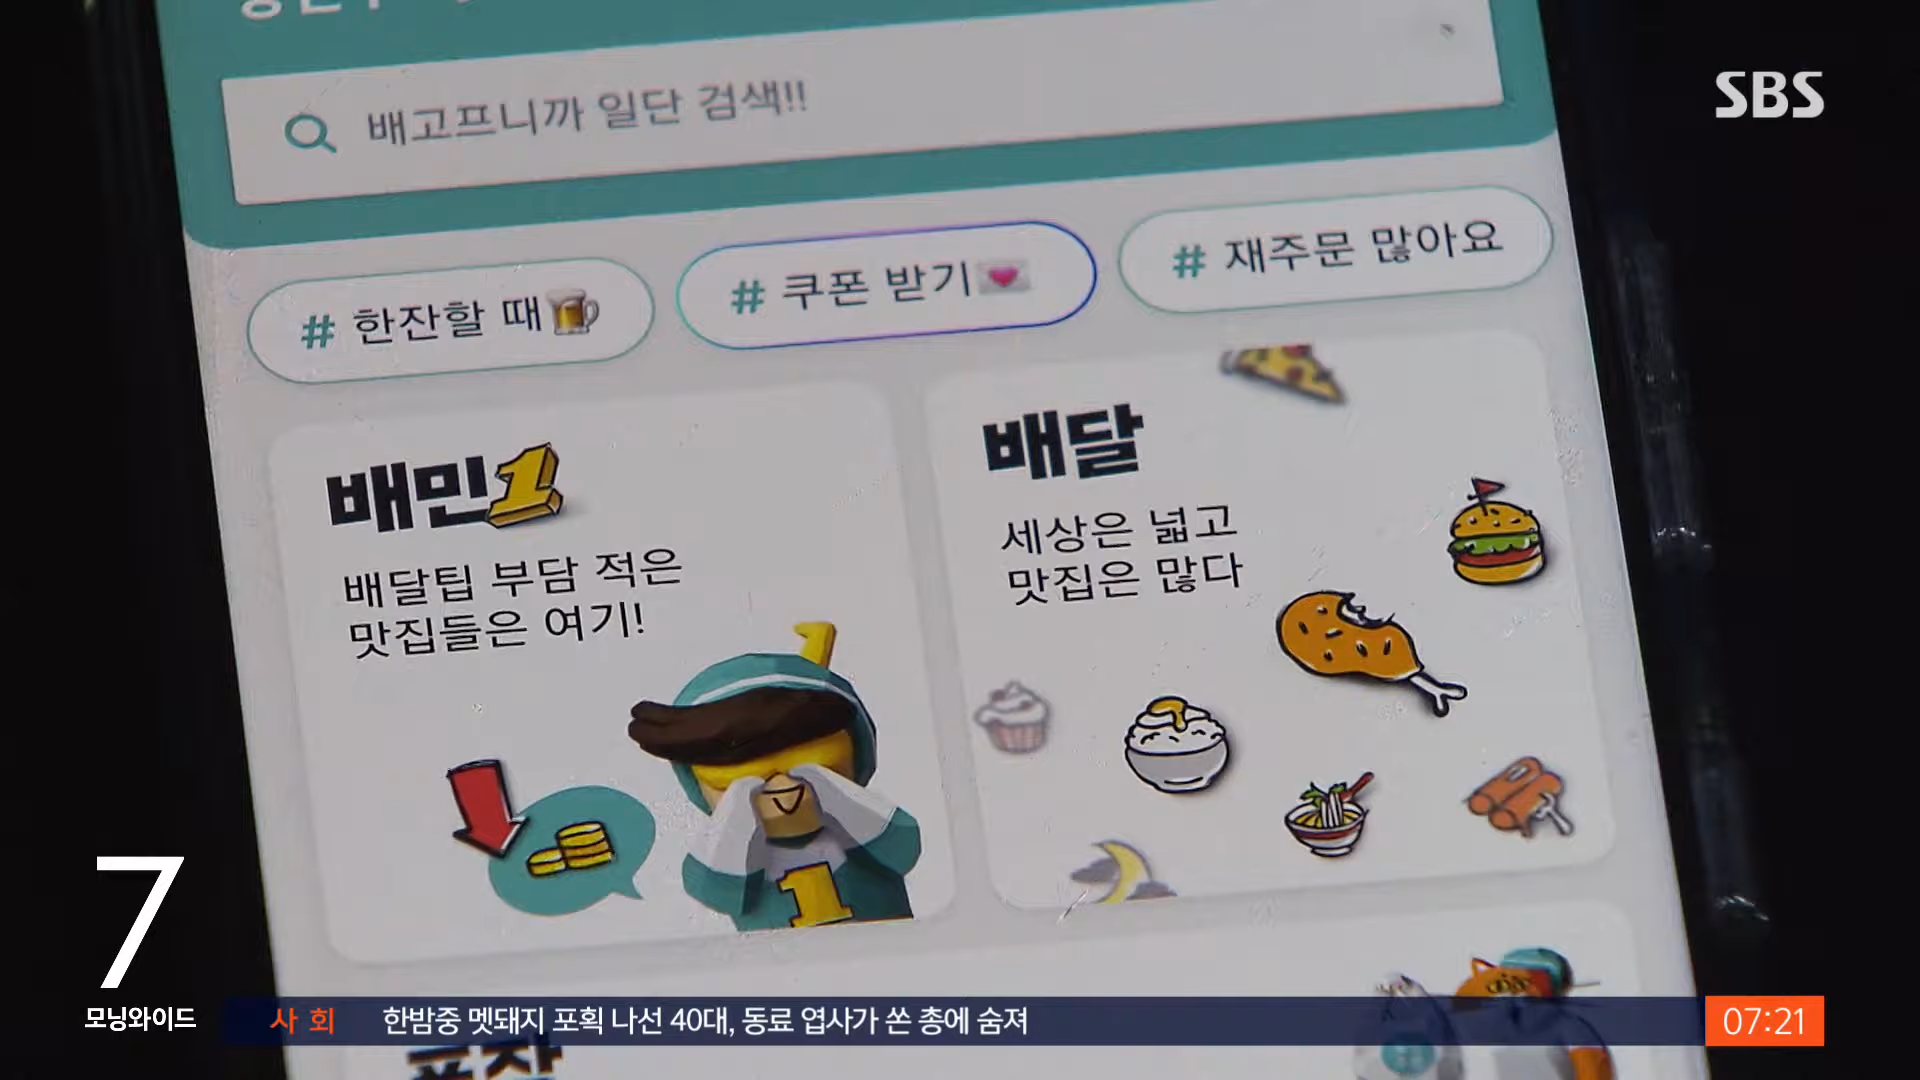 SBS
배고프니까 일단 검색!!
# 한잔할 때
# 쿠폰 받기
# 재주문 많아요
배민1
배달팁 부담 적은
맛집들은 여기!
1
배달
세상은 넓고
맛집은 많다
7
모닝와이드
사회
한밤중 멧돼지 포획 나선 40대, 동료 엽사가 쏜 총에 숨져
07:21